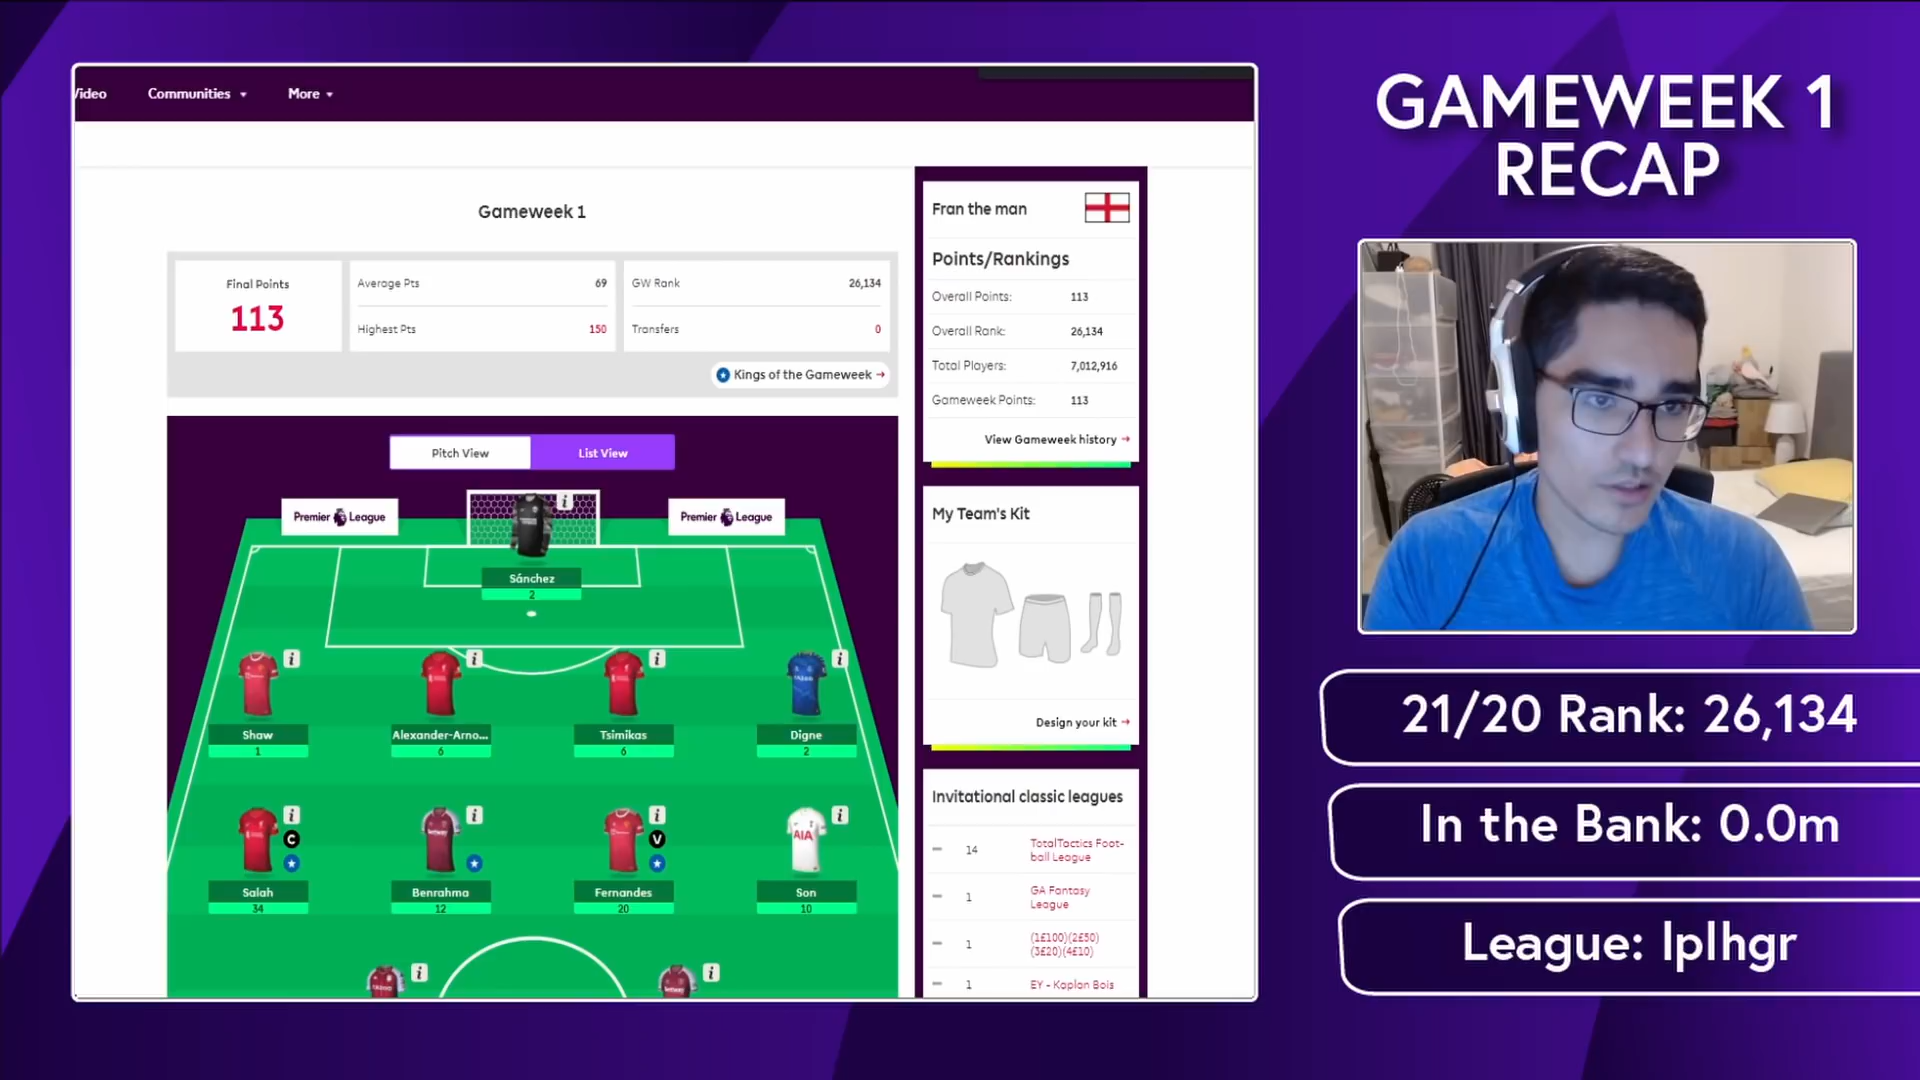 Video Communities More
Gameweek 1
Final Points
113
Average Pts 69
Highest Pts 150
GW Rank 26,134
Transfers 0
Kings of the Gameweek →
Pitch View List View
Premier League
Premier League
Sánchez
2
Shaw
1
Alexander-Arno...
6
Tsimikas
6
Digne
2
C
V
AIA
Salah
34
Benrahma
12
Fernandes
20
Son
10
Fran the man
Points/Rankings
Overall Points: 113
Overall Rank: 26,134
Total Players: 7,012,916
Gameweek Points: 113
View Gameweek history →
My Team's Kit
Design your kit →
Invitational classic leagues
14 TotalTactics Foot-
ball League
1 GA Fantasy
League
1 (1£100)(2£50)
(3£20)(4£10)
1 EY - Kaplan Bois
GAMEWEEK 1
RECAP
21/20 Rank: 26,134
In the Bank: 0.0m
League: lplhgr